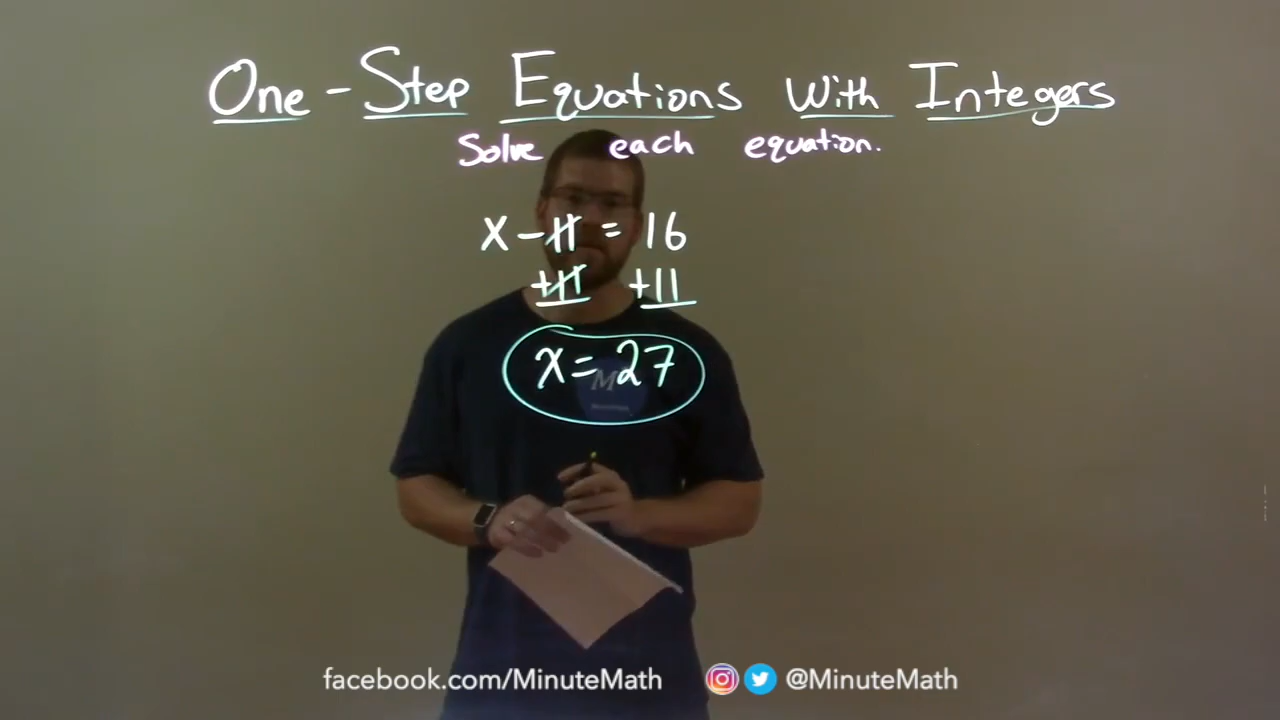 One-Step Equations With Integers
Solve each equation.
x - 11 = 16
+11 +11
x = 27
M
facebook.com/MinuteMath @MinuteMath